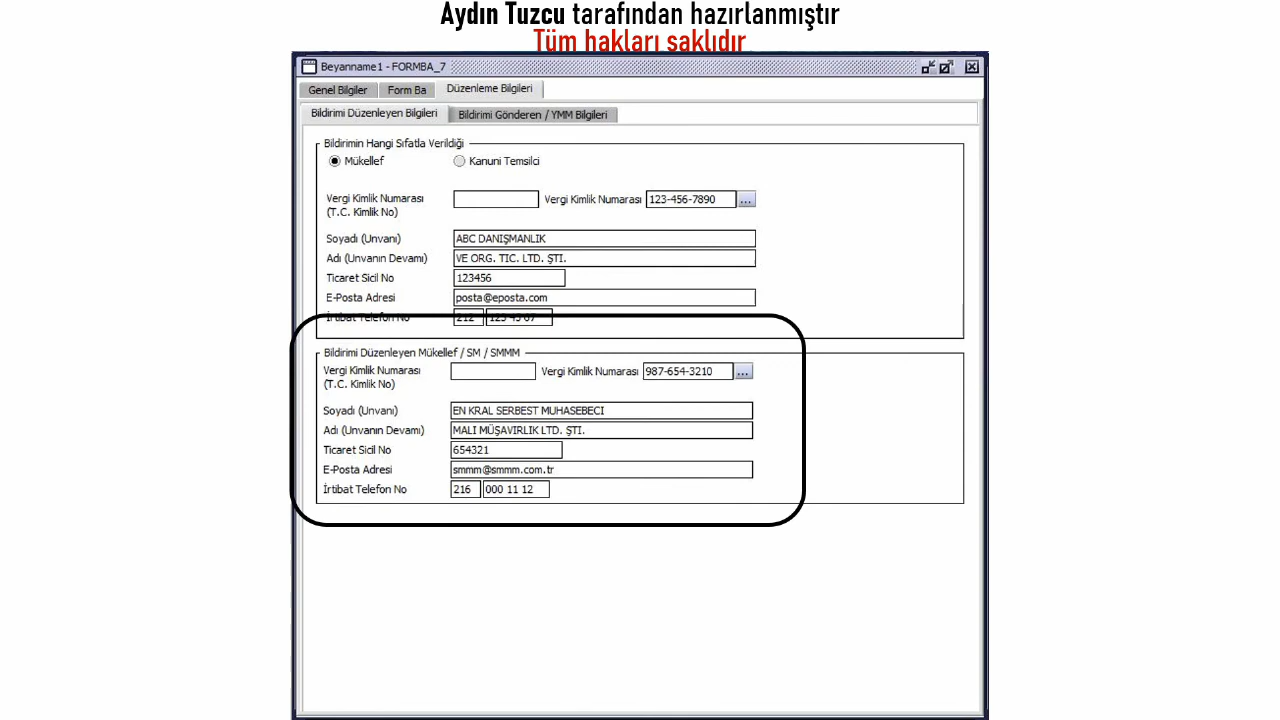 Aydın Tuzcu tarafından hazırlanmıştır
Tüm hakları saklıdır
Beyanname1 - FORMBA_7
Genel Bilgiler Form Ba Düzenleme Bilgileri
Bildirimi Düzenleyen Bilgileri Bildirimi Gönderen / YMM Bilgileri
Bildirimin Hangi Sıfatla Verildiği
Mükellef Kanuni Temsilci
Vergi Kimlik Numarası Vergi Kimlik Numarası 123-456-7890 ...
(T.C. Kimlik No)
Soyadı (Unvanı) ABC DANIŞMANLIK
Adı (Unvanın Devamı) VE ORG. TIC. LTD. ŞTI.
Ticaret Sicil No 123456
E-Posta Adresi posta@eposta.com
İrtibat Telefon No 212 123 45 67
Bildirimi Düzenleyen Mükellef / SM / SMMM
Vergi Kimlik Numarası Vergi Kimlik Numarası 987-654-3210 ...
(T.C. Kimlik No)
Soyadı (Unvanı) EN KRAL SERBEST MUHASEBECI
Adı (Unvanın Devamı) MALI MÜŞAVIRLIK LTD. ŞTI.
Ticaret Sicil No 654321
E-Posta Adresi smmm@smmm.com.tr
İrtibat Telefon No 216 000 11 12